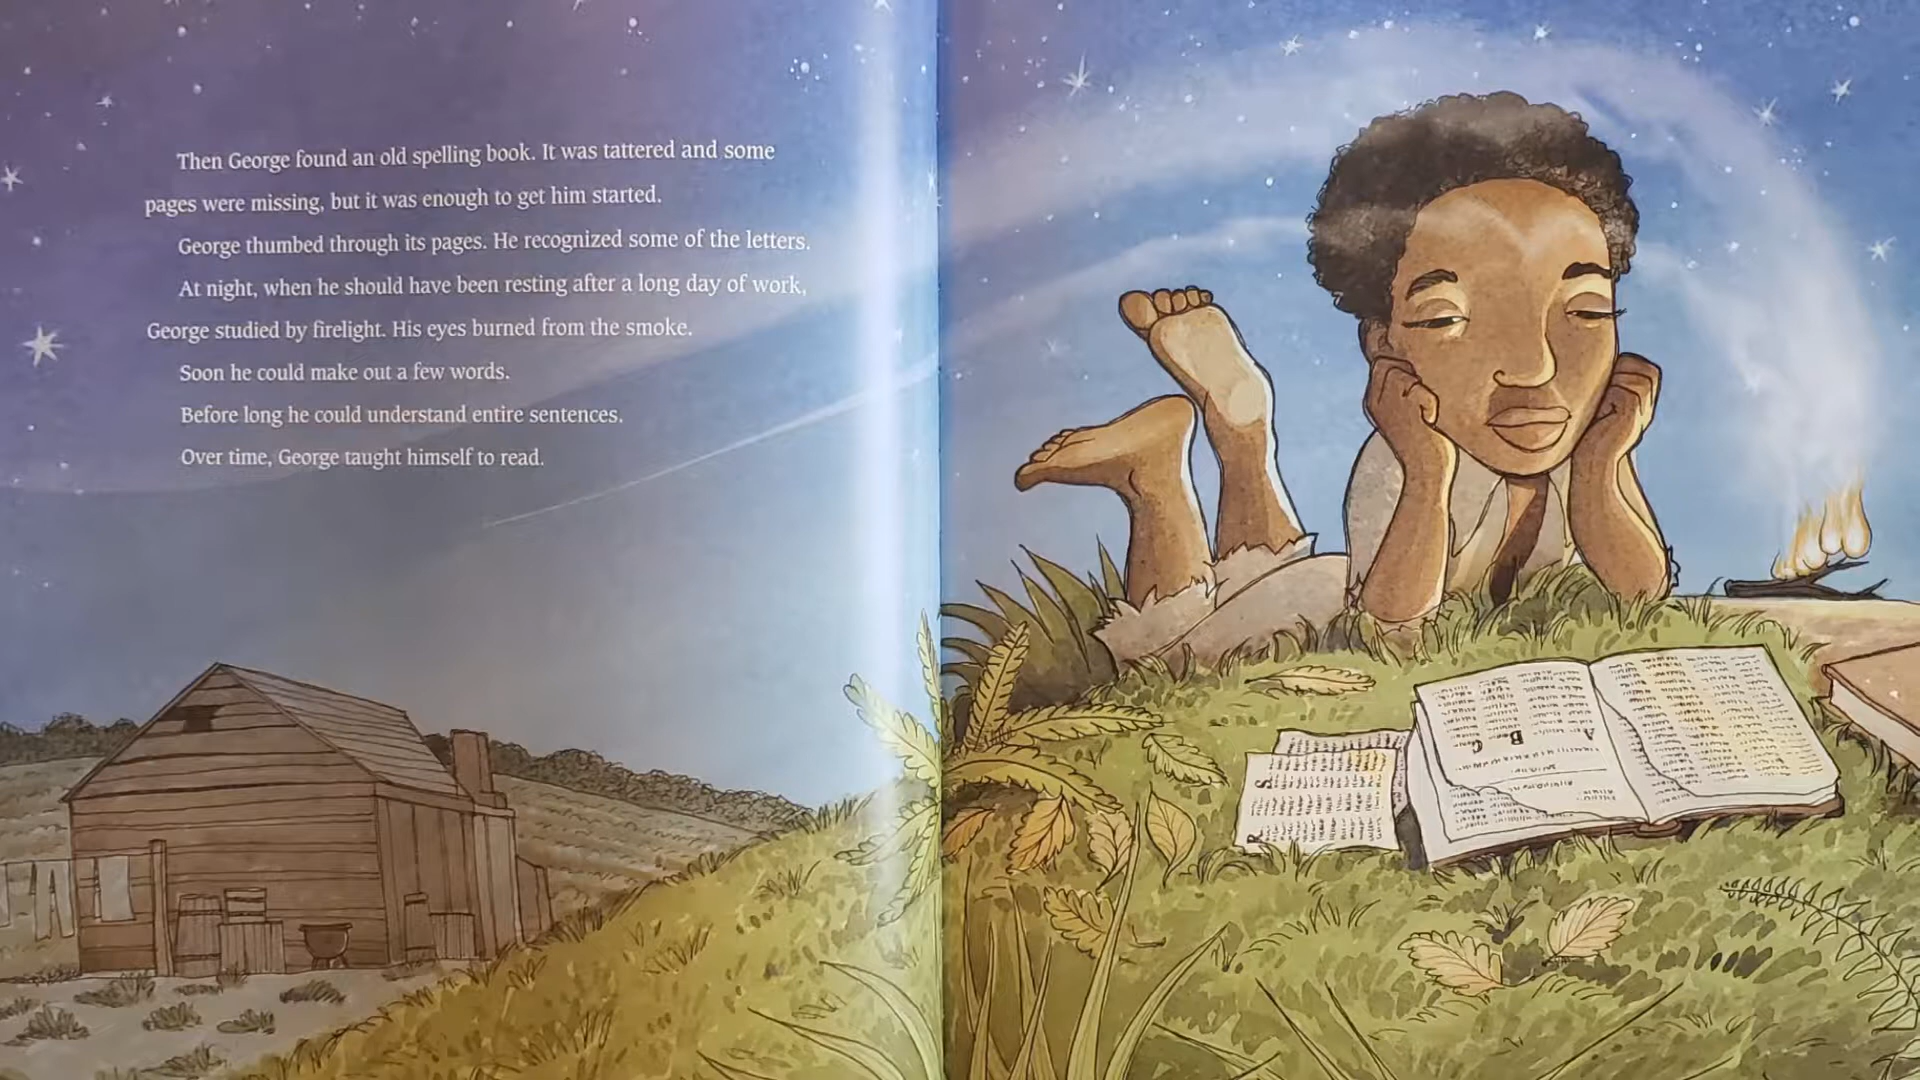 Then George found an old spelling book. It was tattered and some
pages were missing, but it was enough to get him started.
George thumbed through its pages. He recognized some of the letters.
At night, when he should have been resting after a long day of work,
George studied by firelight. His eyes burned from the smoke.
Soon he could make out a few words.
Before long he could understand entire sentences.
Over time, George taught himself to read.
A B C
R S